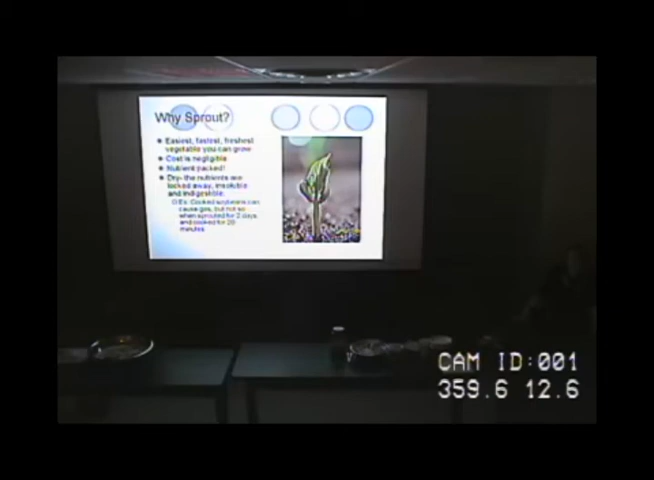 Why Sprout?
Easiest, fastest, freshest
vegetable you can grow
Cost is negligible
Nutrient packed!
Dry- the nutrients are
locked away, insoluble
and indigestible.
Ex. Cooked soybeans can
cause gas, but not so
when sprouted for 2 days
and cooked for 20
minutes
CAM ID:001
359.6 12.6